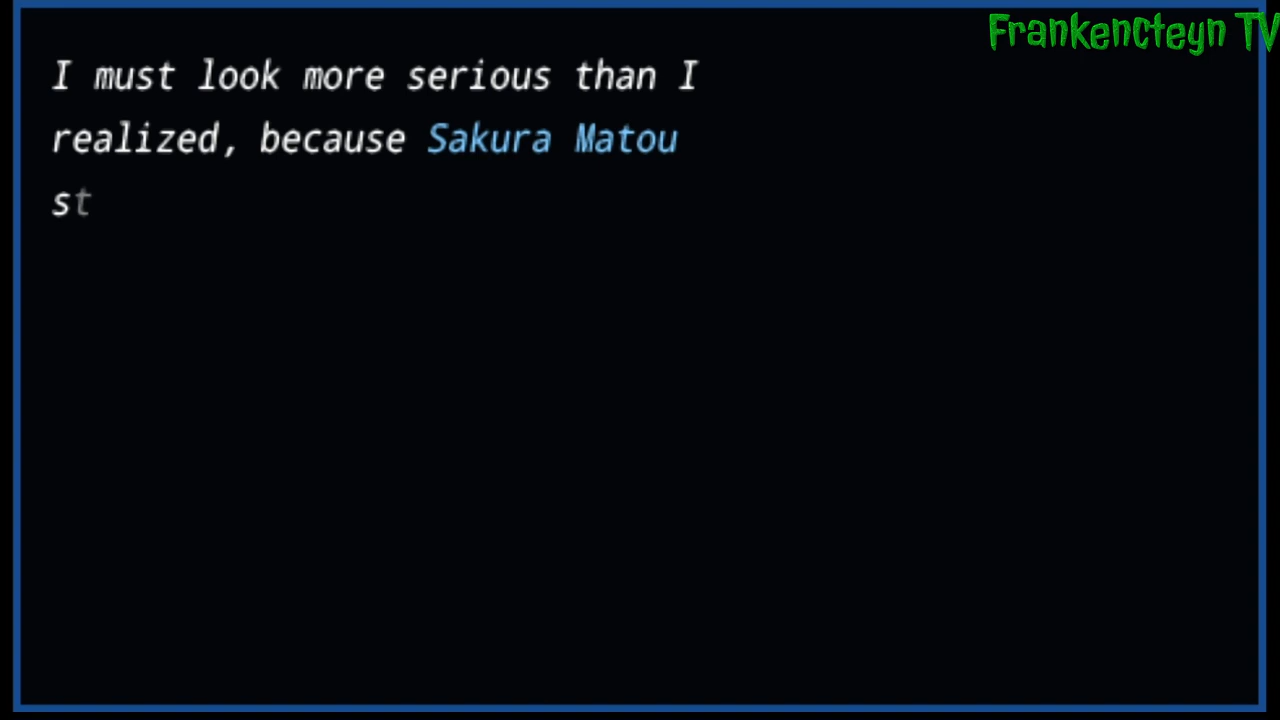 FrankenCteyn TV
I must look more serious than I
realized, because Sakura Matou
st